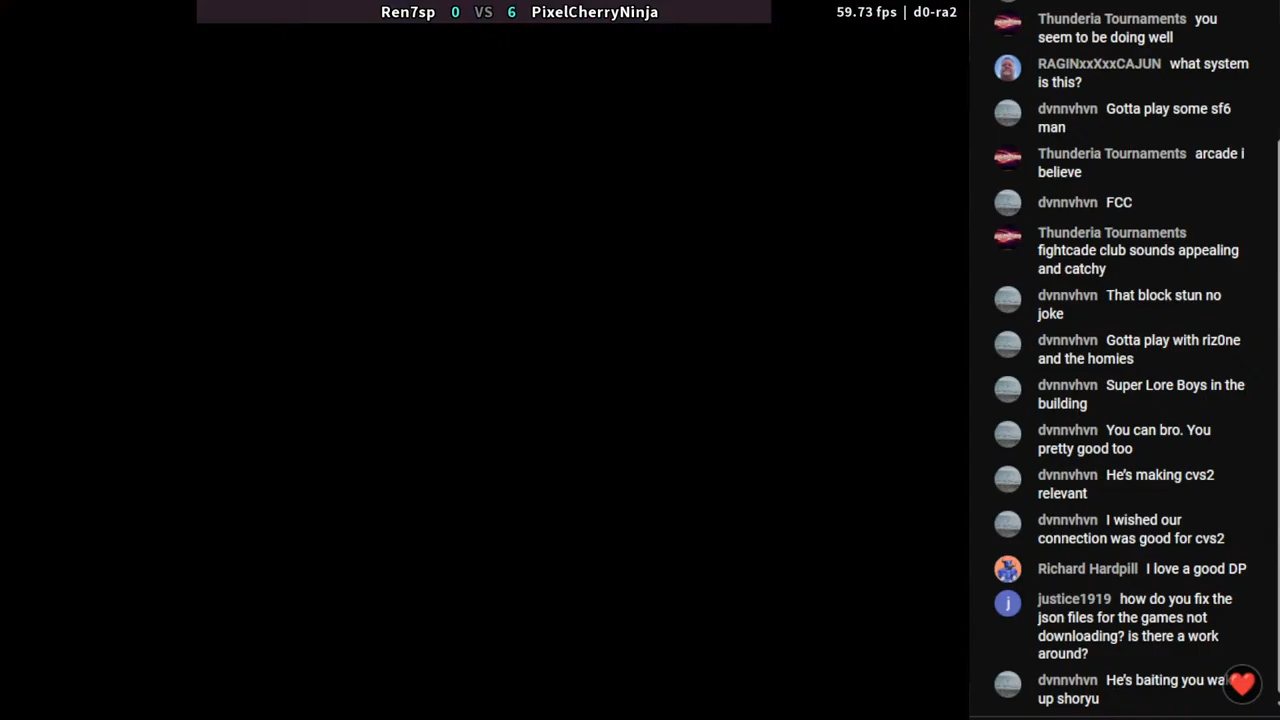 Ren7sp 0 VS 6 PixelCherryNinja
59.73 fps | d0-ra2
Thunderia Tournaments you
seem to be doing well
RAGINxxXxxCAJUN what system
is this?
dvnnvhvn Gotta play some sf6
man
Thunderia Tournaments arcade i
believe
dvnnvhvn FCC
Thunderia Tournaments
fightcade club sounds appealing
and catchy
dvnnvhvn That block stun no
joke
dvnnvhvn Gotta play with riz0ne
and the homies
dvnnvhvn Super Lore Boys in the
building
dvnnvhvn You can bro. You
pretty good too
dvnnvhvn He's making cvs2
relevant
dvnnvhvn I wished our
connection was good for cvs2
Richard Hardpill I love a good DP
j
justice1919 how do you fix the
json files for the games not
downloading? is there a work
around?
dvnnvhvn He's baiting you
up shoryu